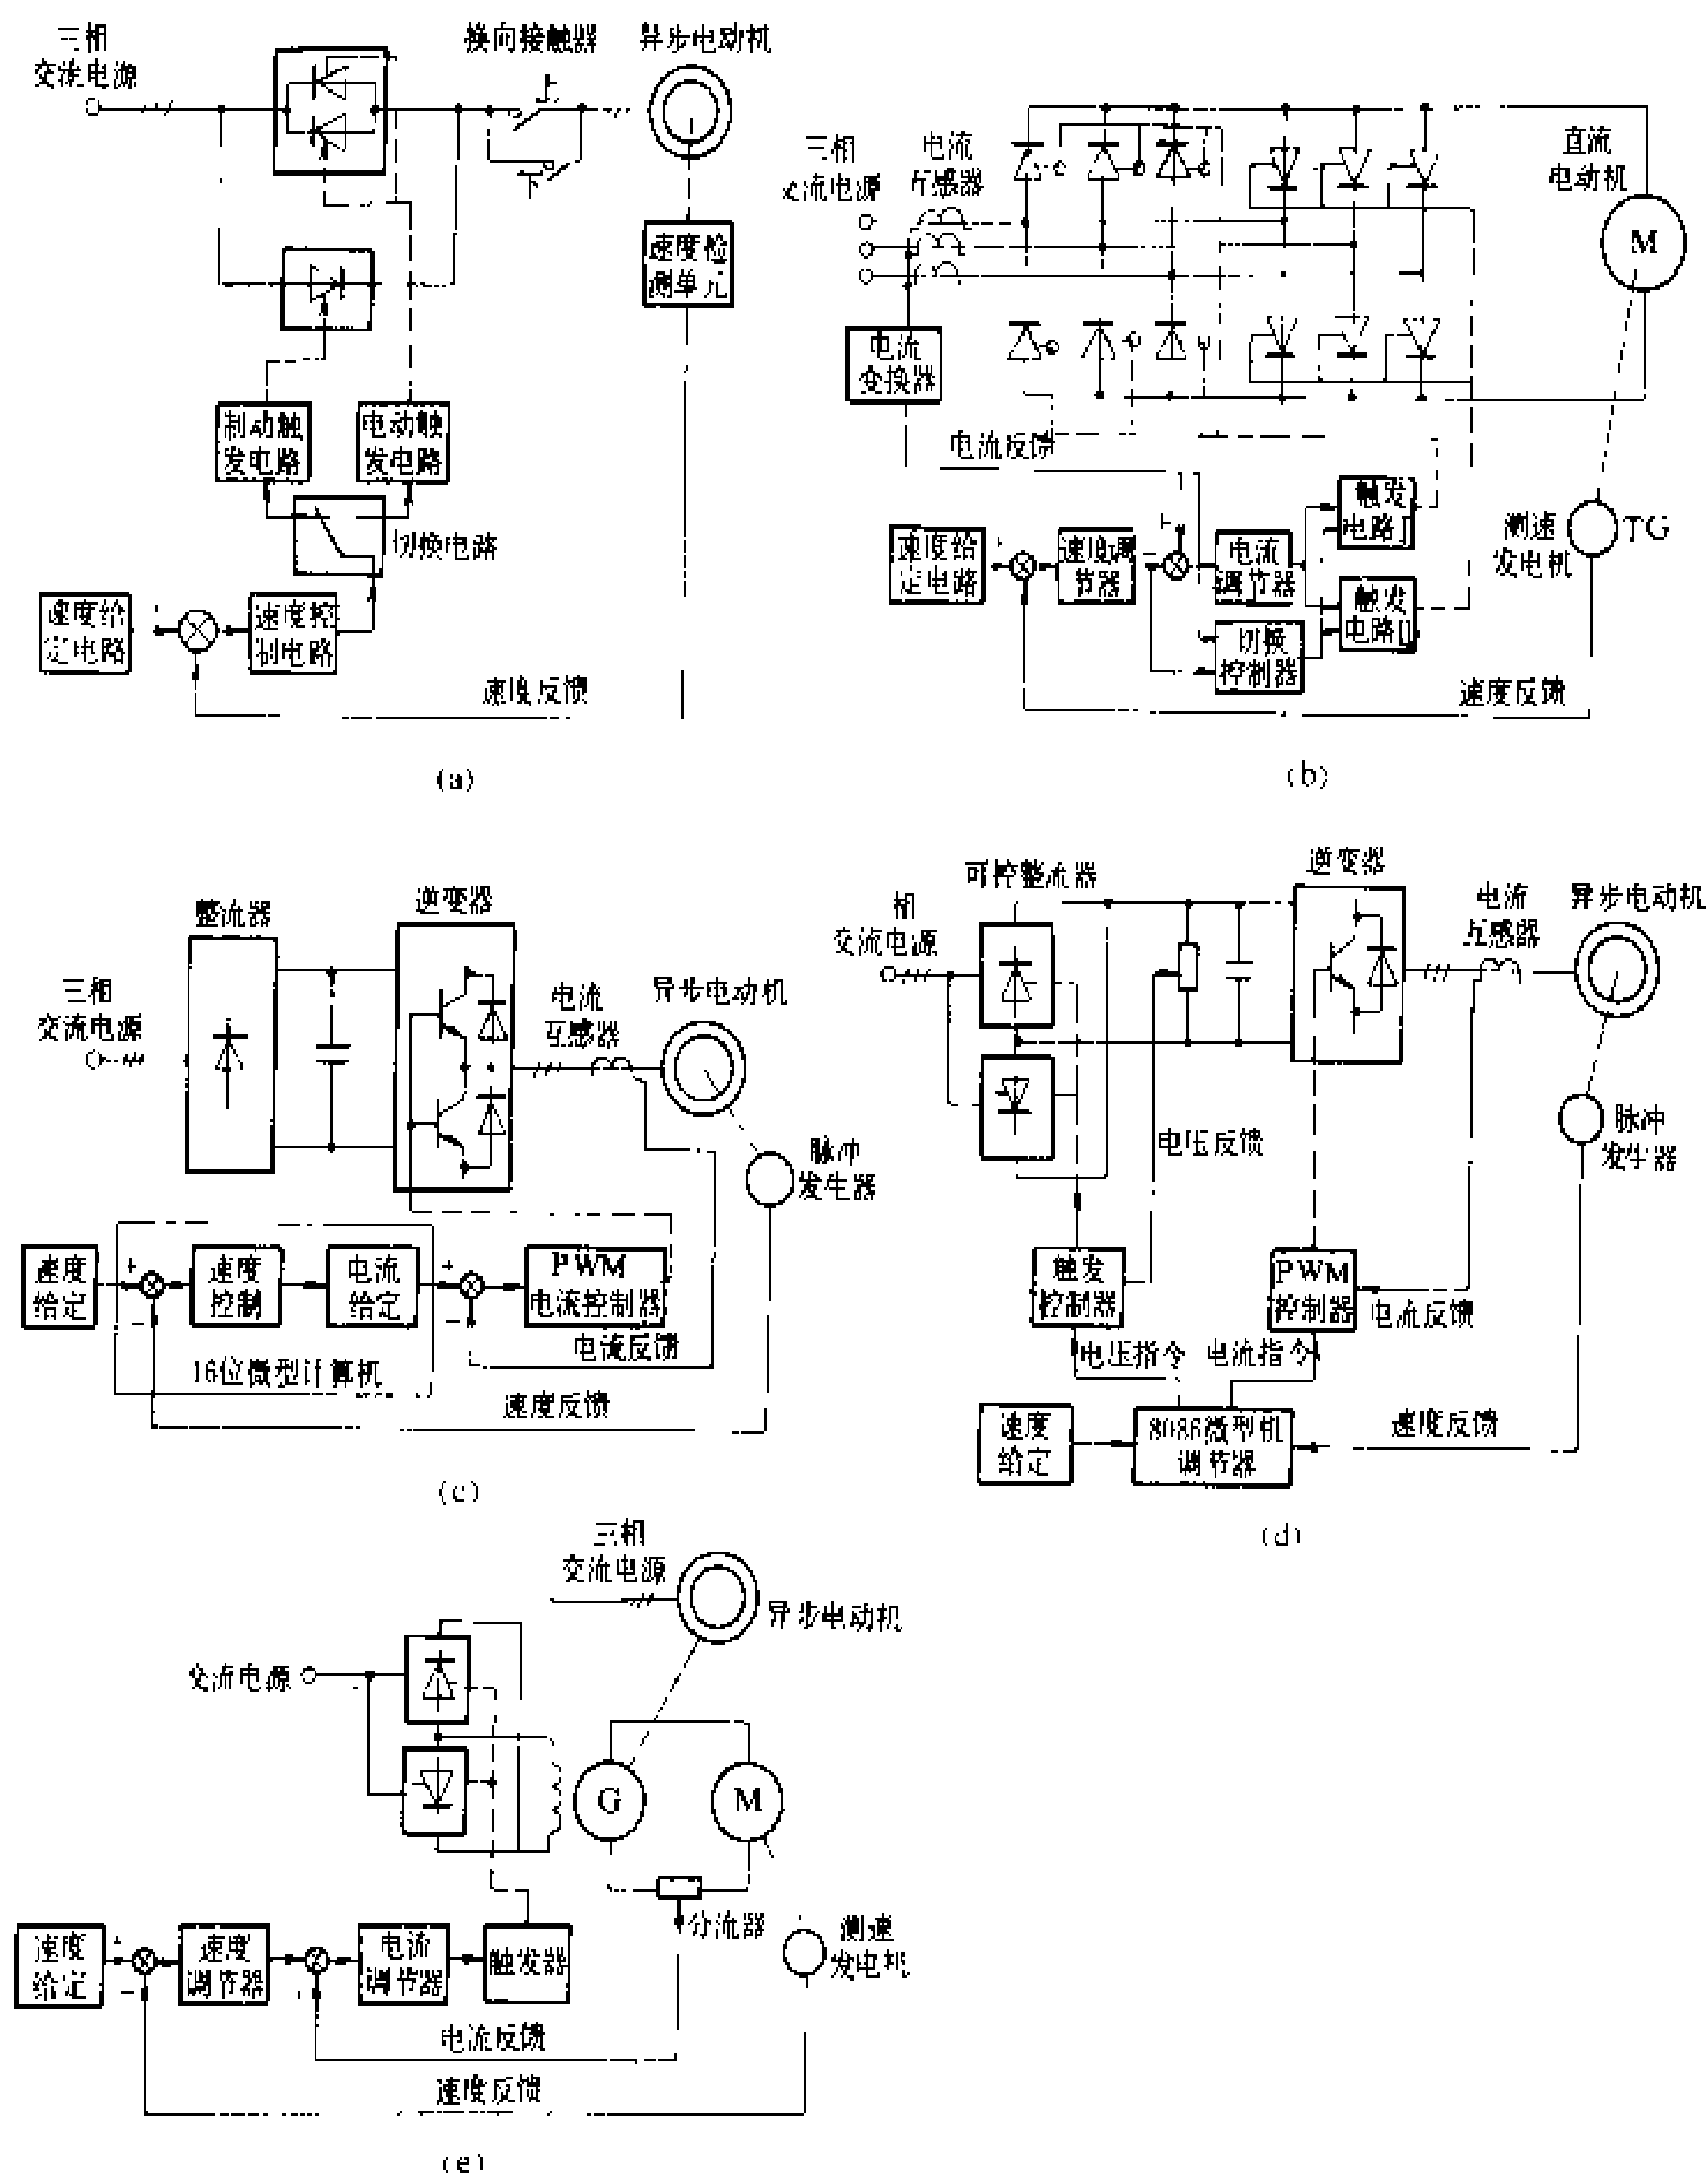 三相
交流电源
换向接触器
异步电动机
上
下
速度检
测单元
制动触
发电路
电动触
发电路
切换电路
速度给
定电路
速度控
制电路
速度反馈
(a)
三相
交流电源
电流
互感器
直流
电动机
M
电流
变换器
电流反馈
速度给
定电路
+
速度调
节器
−
+
电流
调节器
触发
电路I
触发
电路II
切换
控制器
测速
发电机
TG
速度反馈
(b)
整流器
逆变器
三相
交流电源
电流
互感器
异步电动机
脉冲
发生器
速度
给定
+
−
速度
控制
电流
给定
+
−
PWM
电流控制器
电流反馈
16位微型计算机
速度反馈
(c)
可控整流器
逆变器
相
交流电源
电流
互感器
异步电动机
脉冲
发生器
电压反馈
触发
控制器
PWM
控制器
电流反馈
电压指令
电流指令
速度
给定
8086微型机
调节器
速度反馈
(d)
三相
交流电源
异步电动机
交流电源
G
M
分流器
测速
发电机
速度
给定
+
−
速度
调节器
电流
调节器
触发器
电流反馈
速度反馈
(e)